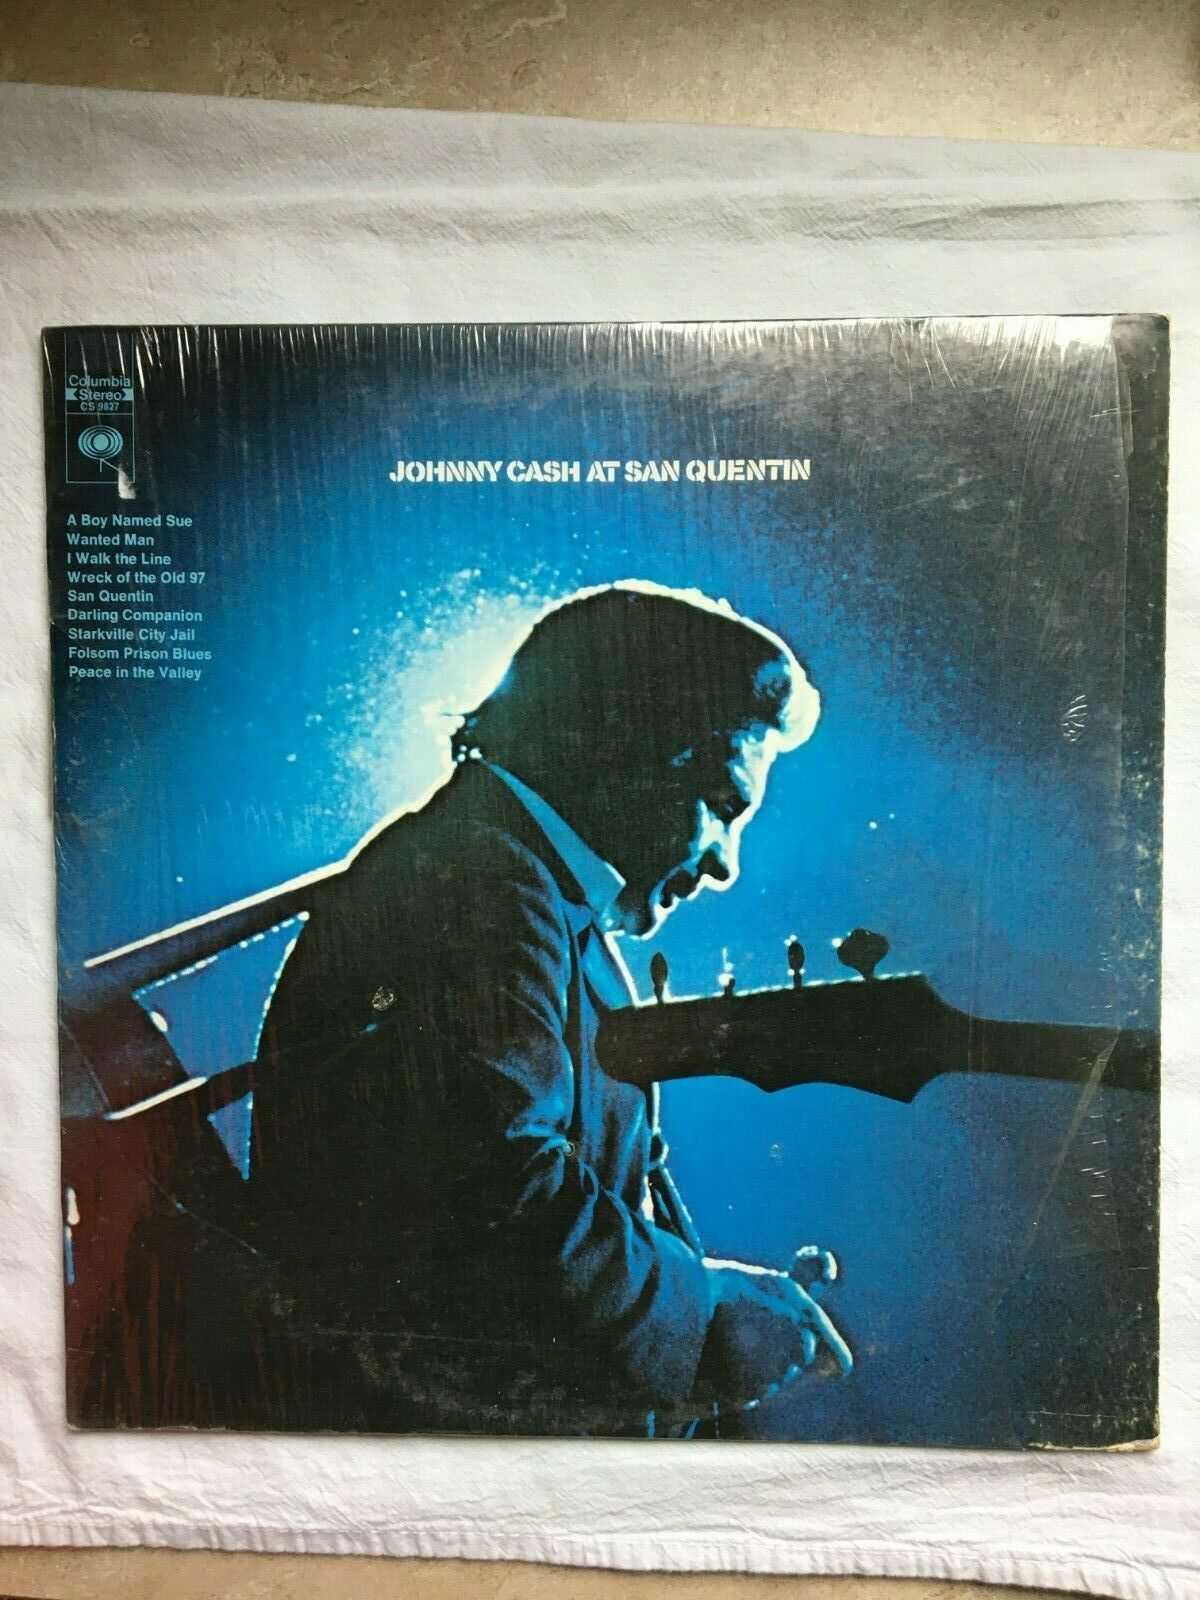 Columbia
Stereo
CS 9827
JOHNNY CASH AT SAN QUENTIN
A Boy Named Sue
Wanted Man
I Walk the Line
Wreck of the Old 97
San Quentin
Darling Companion
Starkville City Jail
Folsom Prison Blues
Peace in the Valley